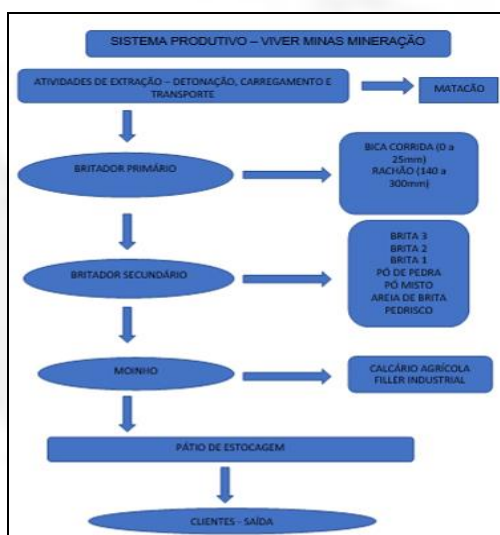 SISTEMA PRODUTIVO – VIVER MINAS MINERAÇÃO
ATIVIDADES DE EXTRAÇÃO – DETONAÇÃO, CARREGAMENTO E
TRANSPORTE
MATACÃO
BRITADOR PRIMÁRIO
BICA CORRIDA (0 a
25mm)
RACHÃO (140 a
300mm)
BRITADOR SECUNDÁRIO
BRITA 3
BRITA 2
BRITA 1
PÓ DE PEDRA
PÓ MISTO
AREIA DE BRITA
PEDRISCO
MOINHO
CALCÁRIO AGRÍCOLA
FILLER INDUSTRIAL
PÁTIO DE ESTOCAGEM
CLIENTES - SAÍDA